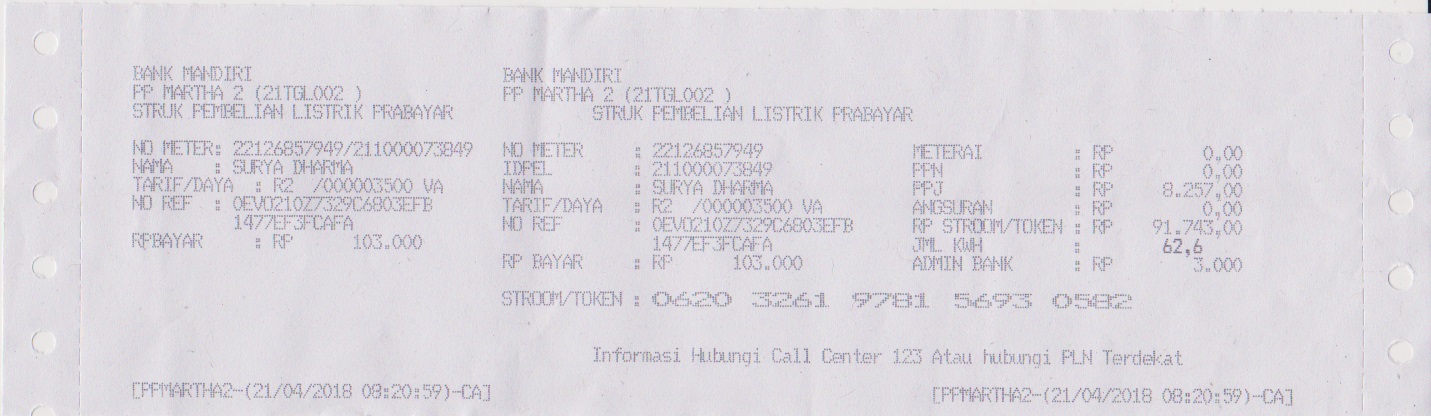 BANK MANDIRI
PP MARTHA 2 (21TGL002 )
STRUK PEMBELIAN LISTRIK PRABAYAR
NO METER: 22126857949/211000073849
NAMA : SURYA DHARMA
TARIF/DAYA : R2 /000003500 VA
NO REF : 0EV0210Z7329C6803EFB
1477EF3FCAFA
RPBAYAR : RP 103.000
BANK MANDIRI
PP MARTHA 2 (21TGL002 )
STRUK PEMBELIAN LISTRIK PRABAYAR
NO METER : 22126857949
IDPEL : 211000073849
NAMA : SURYA DHARMA
TARIF/DAYA : R2 /000003500 VA
NO REF : 0EV0210Z7329C6803EFB
1477EF3FCAFA
RP BAYAR : RP 103.000
METERAI : RP 0,00
PPN : RP 0,00
PPJ : RP 8.257,00
ANGSURAN : RP 0,00
RP STROOM/TOKEN : RP 91.743,00
JML KWH : 62,6
ADMIN BANK : RP 3.000
STROOM/TOKEN : 0620 3261 9781 5693 0582
Informasi Hubungi Call Center 123 Atau hubungi PLN Terdekat
[PPMARTHA2-(21/04/2018 08:20:59)-CA]
[PPMARTHA2-(21/04/2018 08:20:59)-CA]